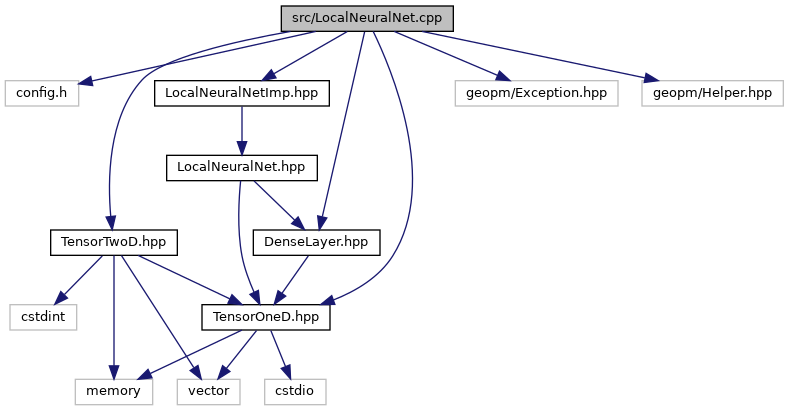 src/LocalNeuralNet.cpp
config.h
LocalNeuralNetImp.hpp
geopm/Exception.hpp
geopm/Helper.hpp
LocalNeuralNet.hpp
TensorTwoD.hpp
DenseLayer.hpp
cstdint
TensorOneD.hpp
memory
vector
cstdio